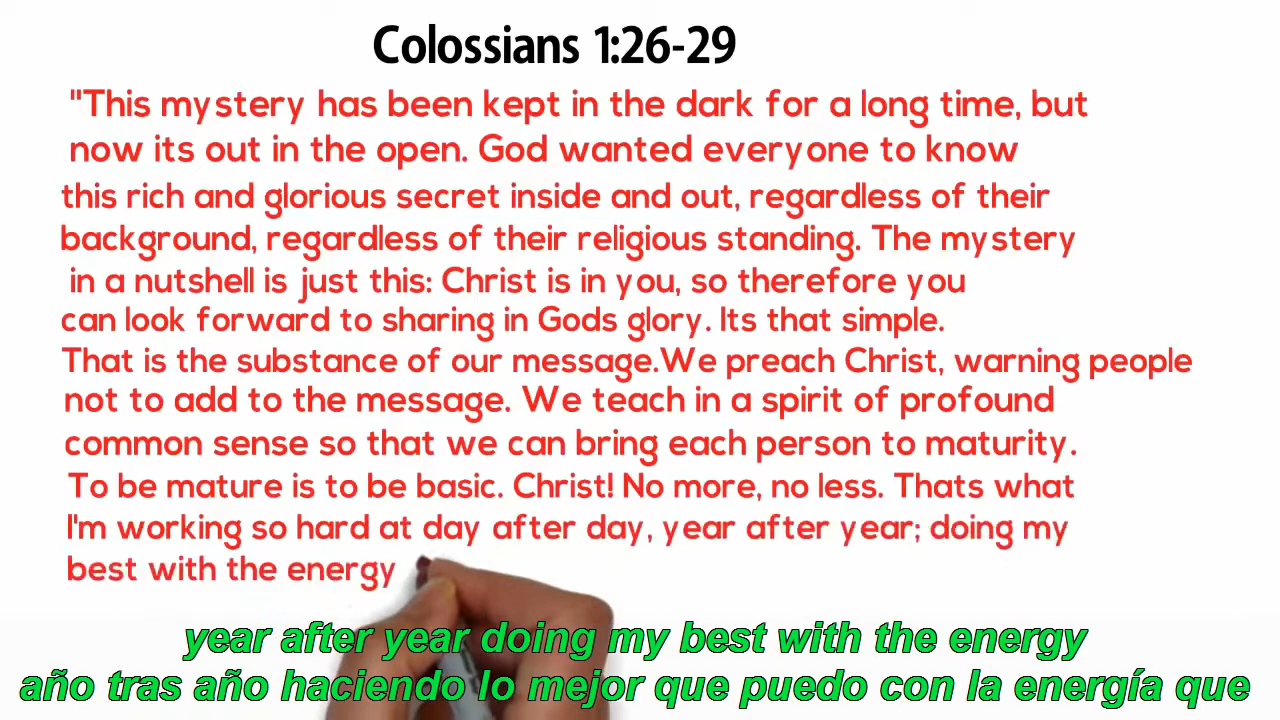 Colossians 1:26-29
"This mystery has been kept in the dark for a long time, but
now its out in the open. God wanted everyone to know
this rich and glorious secret inside and out, regardless of their
background, regardless of their religious standing. The mystery
in a nutshell is just this: Christ is in you, so therefore you
can look forward to sharing in Gods glory. Its that simple.
That is the substance of our message.We preach Christ, warning people
not to add to the message. We teach in a spirit of profound
common sense so that we can bring each person to maturity.
To be mature is to be basic. Christ! No more, no less. Thats what
I'm working so hard at day after day, year after year; doing my
best with the energy
year after year doing my best with the energy
año tras año haciendo lo mejor que puedo con la energía que